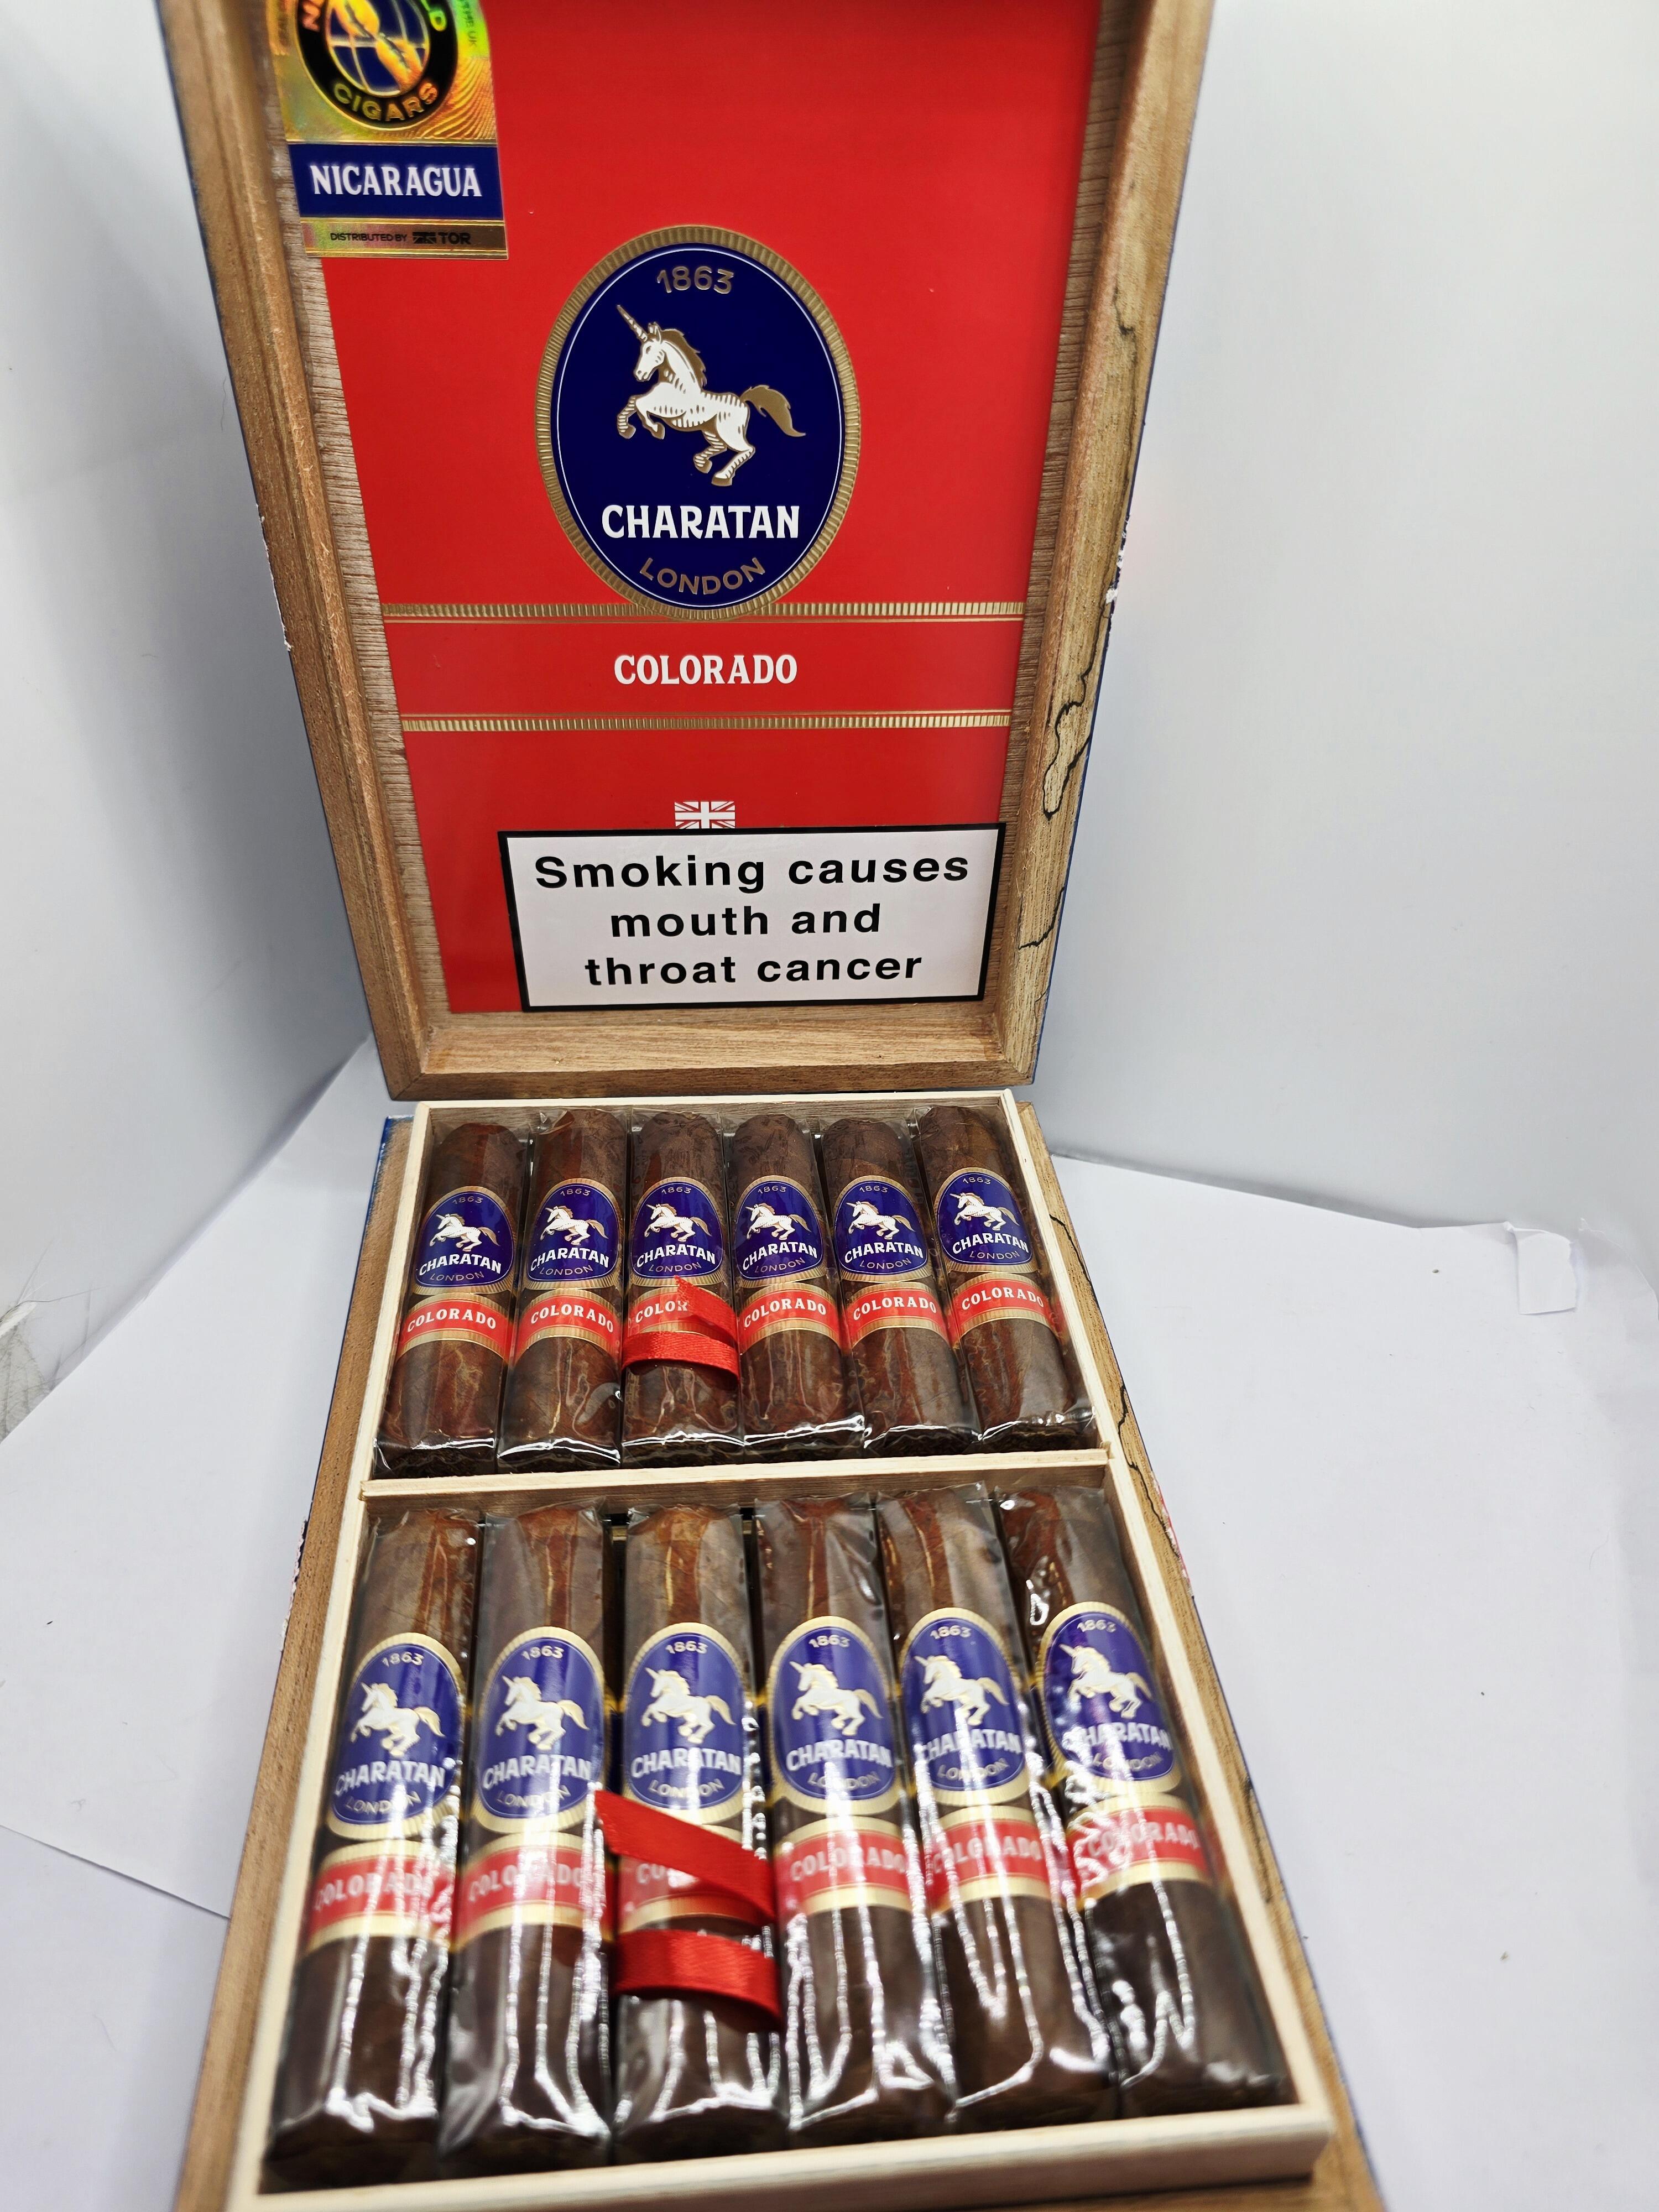 CIGARS
NICARAGUA
DISTRIBUTED BY TOR
1863
CHARATAN
LONDON
COLORADO
Smoking causes
mouth and
throat cancer
1863
CHARATAN
LONDON
COLORADO
1863
CHARATAN
LONDON
COLORADO
1863
CHARATAN
LONDON
COLOR
1863
CHARATAN
LONDON
COLORADO
1863
CHARATAN
LONDON
COLORADO
1863
CHARATAN
LONDON
COLORADO
1863
CHARATAN
LONDON
COLORADO
1863
CHARATAN
LONDON
COLORADO
1863
CHARATAN
LONDON
CO
1863
CHARATAN
LONDON
COLORADO
1863
CHARATAN
LONDON
COLORADO
1863
CHARATAN
LONDON
COLORADO